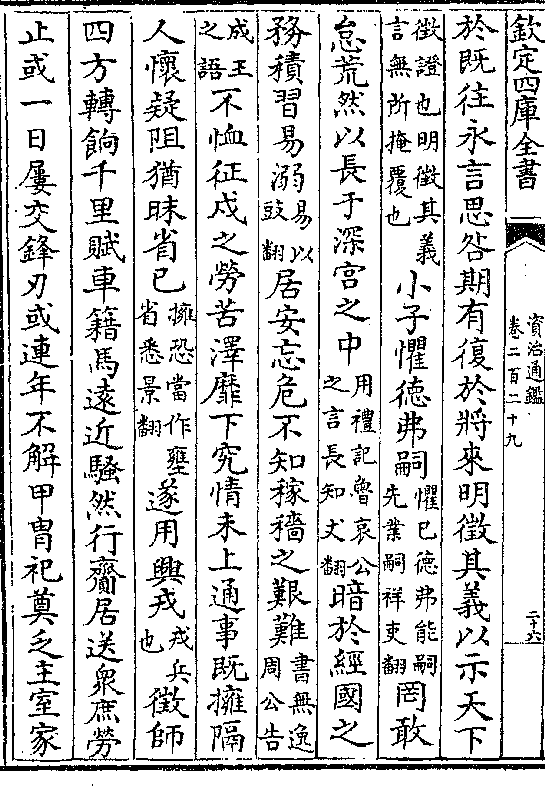 欽定四庫全書
資治通鑑
卷二百二十九
二十六
於既往永言思咎期有復於將來明徵其義以示天下
徵證也明徵其義
言無所掩覆也
小子懼德弗嗣
懼已德弗能嗣
先業嗣祥吏翻
罔敢
怠荒然以長于深宫之中
用禮記魯哀公
之言長知丈翻
暗於經國之
務積習易溺
易以
豉翻
居安忘危不知稼穡之艱難
書無逸
周公告
成王
之語
不恤征戍之勞苦澤靡下究情未上通事既擁隔
人懷疑阻猶昧省已
擁恐當作壅
省悉景翻
遂用興戎
戎兵
也
徵師
四方轉餉千里賦車籍馬遠近騷然行齎居送衆庶勞
止或一日屢交鋒刃或連年不解甲胄祀奠乏主室家